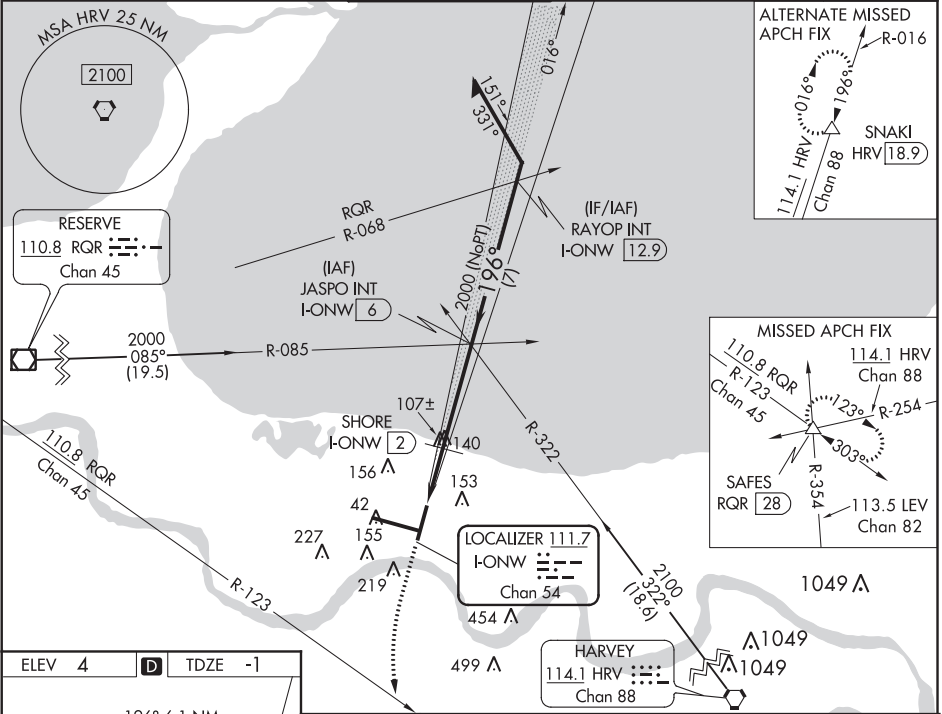 MSA HRV 25 NM
2100
016°
151°
331°
ALTERNATE MISSED
APCH FIX
R-016
016°
196°
SNAKI
HRV 18.9
114.1 HRV
Chan 88
RESERVE
110.8 RQR
Chan 45
RQR
R-068
(IF/IAF)
RAYOP INT
I-ONW 12.9
2000 (NoPT)
196°
(7)
(IAF)
JASPO INT
I-ONW 6
2000
085°
(19.5)
R-085
MISSED APCH FIX
110.8 RQR
R-123
Chan 45
114.1 HRV
Chan 88
123°
R-254
303°
SAFES
RQR 28
R-354
113.5 LEV
Chan 82
107±
SHORE
I-ONW 2
140
R-322
156
153
110.8 RQR
Chan 45
42
227
155
219
LOCALIZER 111.7
I-ONW
Chan 54
2100
322°
(18.6)
1049
R-123
454
1049
1049
499
HARVEY
114.1 HRV
Chan 88
ELEV 4
D
TDZE -1